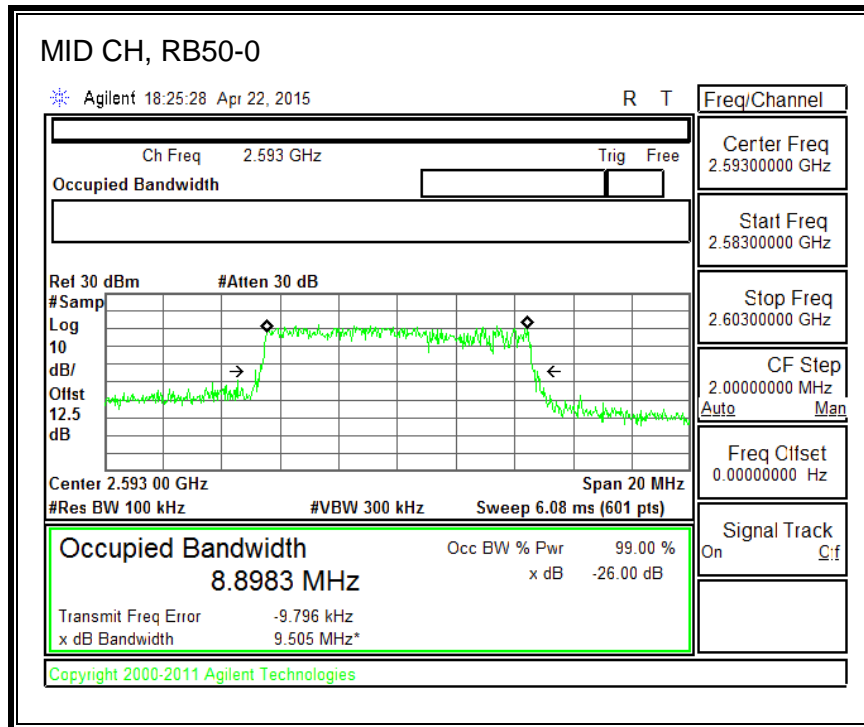 MID CH, RB50-0
Agilent 18:25:28 Apr 22, 2015 R T
Freq/Channel
Ch Freq 2.593 GHz Trig Free
Occupied Bandwidth
Center Freq
2.59300000 GHz
Start Freq
2.58300000 GHz
Stop Freq
2.60300000 GHz
CF Step
2.00000000 MHz
Auto Man
Freq Offset
0.00000000 Hz
Signal Track
On Off
Ref 30 dBm #Atten 30 dB
#Samp
Log
10
dB/
Offst
12.5
dB
Center 2.593 00 GHz Span 20 MHz
#Res BW 100 kHz #VBW 300 kHz Sweep 6.08 ms (601 pts)
Occupied Bandwidth Occ BW % Pwr 99.00 %
8.8983 MHz x dB -26.00 dB
Transmit Freq Error -9.796 kHz
x dB Bandwidth 9.505 MHz*
Copyright 2000-2011 Agilent Technologies